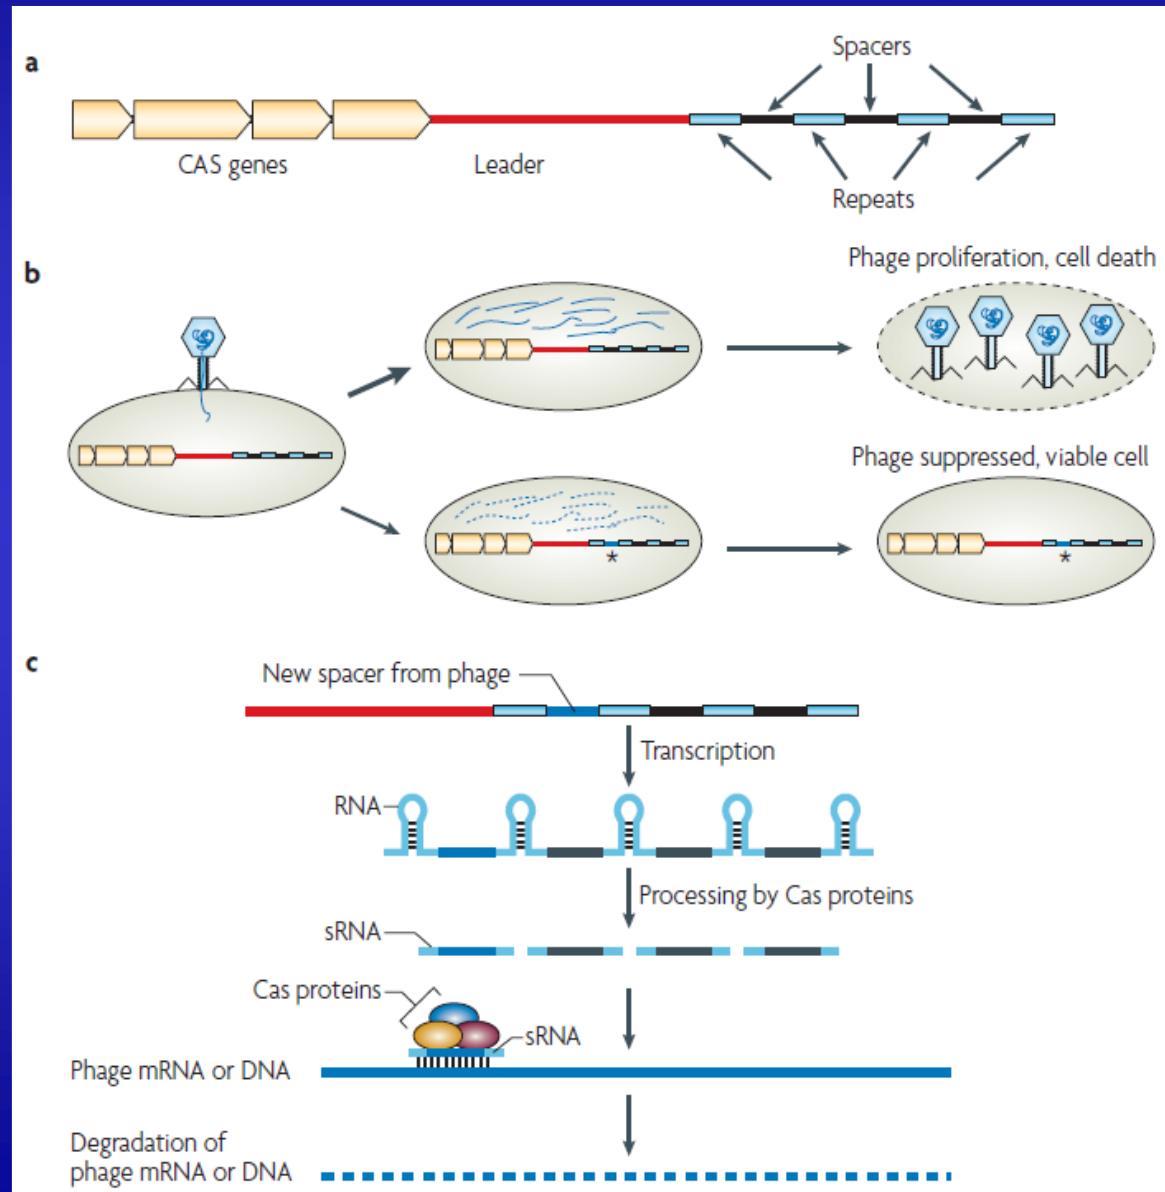 a
Spacers
CAS genes
Leader
Repeats
b
Phage proliferation, cell death
Phage suppressed, viable cell
*
*
c
New spacer from phage
Transcription
RNA
Processing by Cas proteins
sRNA
Cas proteins
sRNA
Phage mRNA or DNA
Degradation of
phage mRNA or DNA